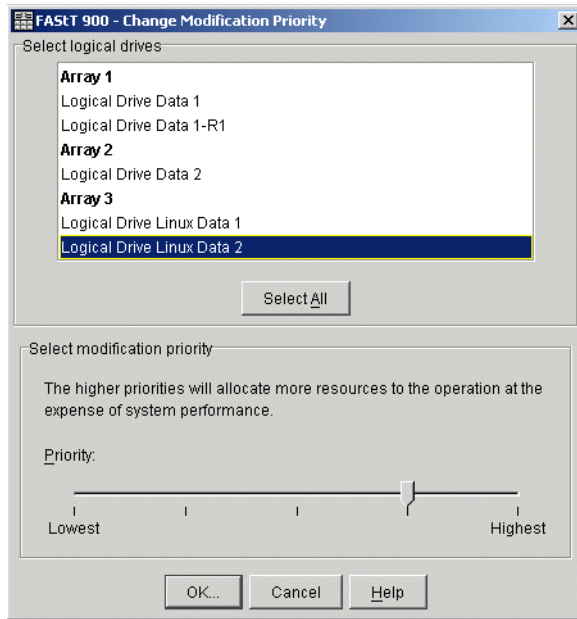 FAStT 900 - Change Modification Priority
Select logical drives
Array 1
Logical Drive Data 1
Logical Drive Data 1-R1
Array 2
Logical Drive Data 2
Array 3
Logical Drive Linux Data 1
Logical Drive Linux Data 2
Select All
Select modification priority
The higher priorities will allocate more resources to the operation at the
expense of system performance.
Priority:
Lowest Highest
OK... Cancel Help